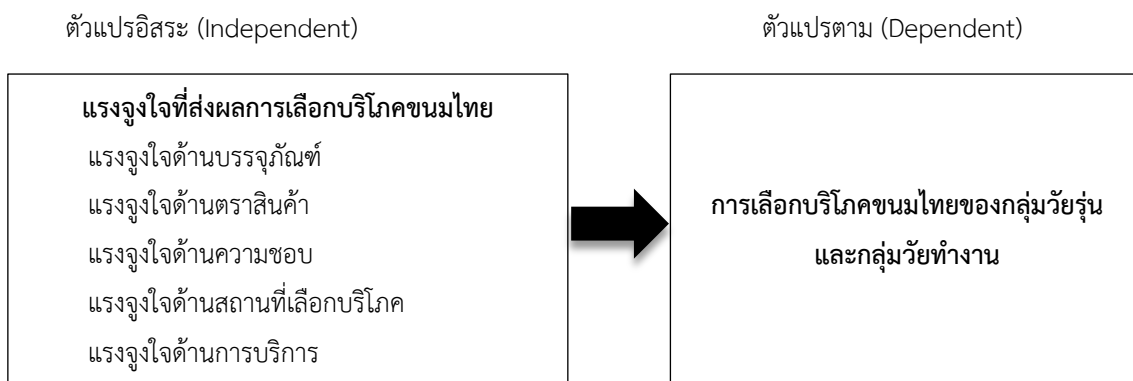 ตัวแปรอิสระ (Independent)
ตัวแปรตาม (Dependent)
แรงจูงใจที่ส่งผลการเลือกบริโภคขนมไทย
แรงจูงใจด้านบรรจุภัณฑ์
แรงจูงใจด้านตราสินค้า
แรงจูงใจด้านความชอบ
แรงจูงใจด้านสถานที่เลือกบริโภค
แรงจูงใจด้านการบริการ
การเลือกบริโภคขนมไทยของกลุ่มวัยรุ่น
และกลุ่มวัยทำงาน